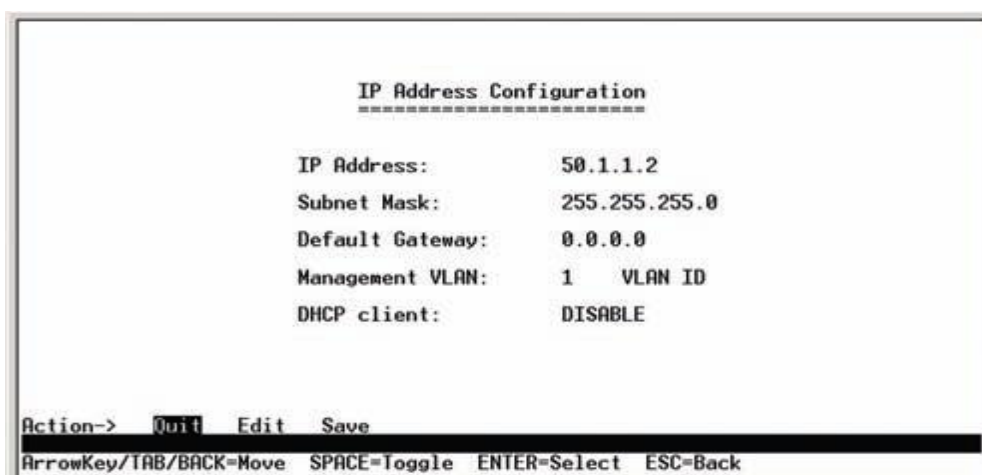 IP Address Configuration
========================
IP Address: 50.1.1.2
Subnet Mask: 255.255.255.0
Default Gateway: 0.0.0.0
Management VLAN: 1 VLAN ID
DHCP client: DISABLE
Action-> Quit Edit Save
ArrowKey/TAB/BACK=Move SPACE=Toggle ENTER=Select ESC=Back